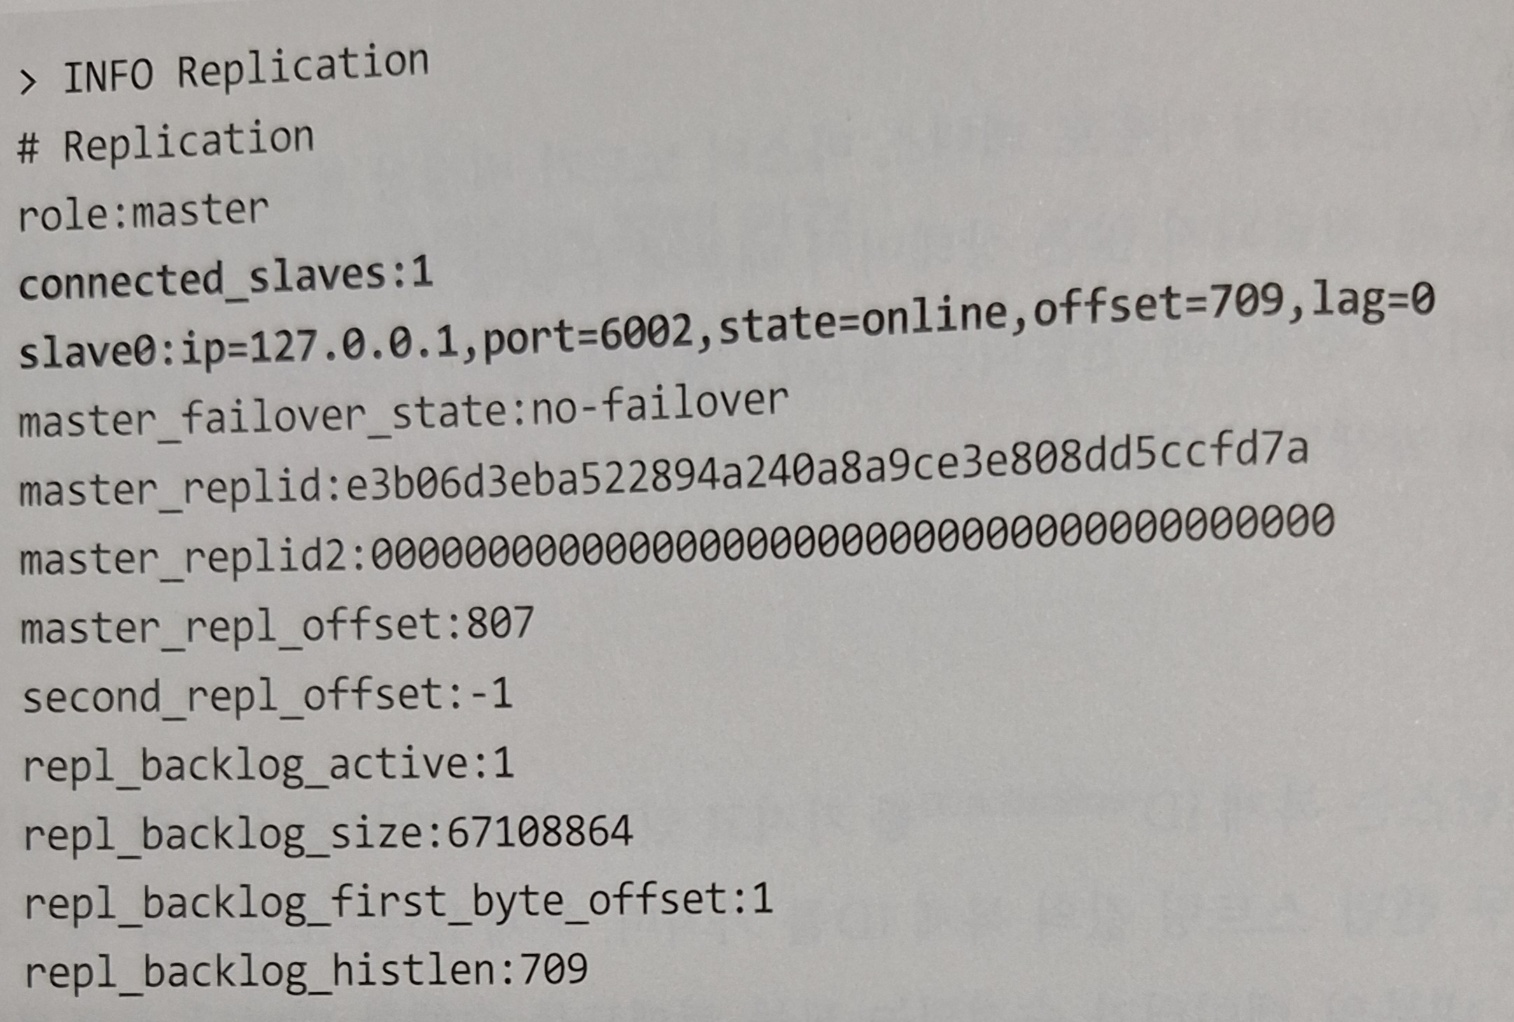 > INFO Replication
# Replication
role:master
connected_slaves:1
slave0:ip=127.0.0.1,port=6002,state=online,offset=709,lag=0
master_failover_state:no-failover
master_replid:e3b06d3eba522894a240a8a9ce3e808dd5ccfd7a
master_replid2:0000000000000000000000000000000000000000
master_repl_offset:807
second_repl_offset:-1
repl_backlog_active:1
repl_backlog_size:67108864
repl_backlog_first_byte_offset:1
repl_backlog_histlen:709